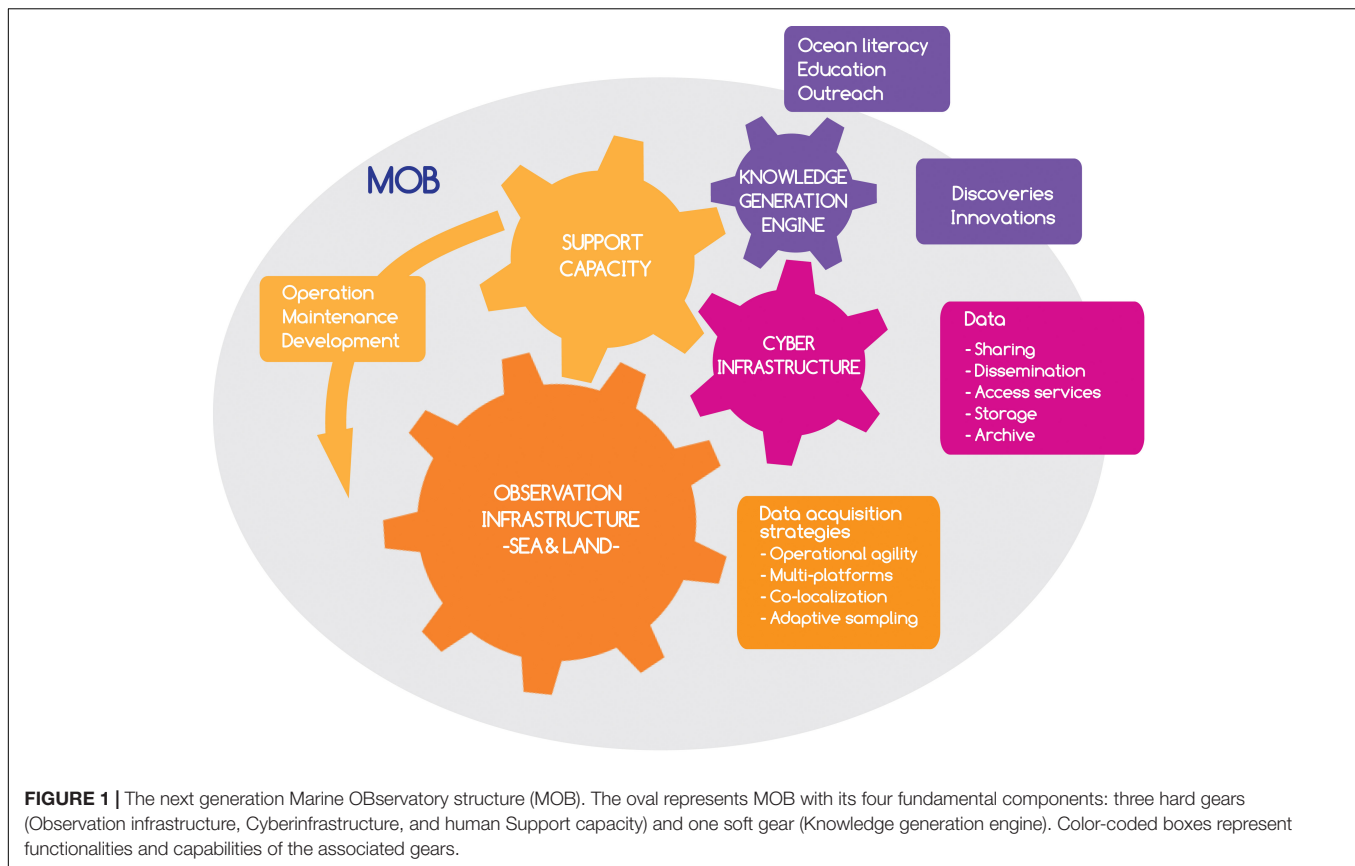 Ocean literacy
Education
Outreach
MOB
KNOWLEDGE
GENERATION
ENGINE
Discoveries
Innovations
SUPPORT
CAPACITY
Operation
Maintenance
Development
CYBER
INFRASTRUCTURE
Data
- Sharing
- Dissemination
- Access services
- Storage
- Archive
OBSERVATION
INFRASTRUCTURE
-SEA & LAND-
Data acquisition
strategies
- Operational agility
- Multi-platforms
- Co-localization
- Adaptive sampling
FIGURE 1 | The next generation Marine OBservatory structure (MOB). The oval represents MOB with its four fundamental components: three hard gears
(Observation infrastructure, Cyberinfrastructure, and human Support capacity) and one soft gear (Knowledge generation engine). Color-coded boxes represent
functionalities and capabilities of the associated gears.